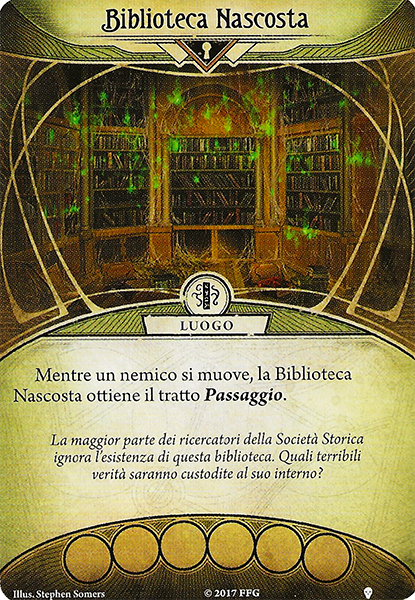 Biblioteca Nascosta
LUOGO
Mentre un nemico si muove, la Biblioteca
Nascosta ottiene il tratto Passaggio.
La maggior parte dei ricercatori della Società Storica
ignora l'esistenza di questa biblioteca. Quali terribili
verità saranno custodite al suo interno?
Illus. Stephen Somers
© 2017 FFG